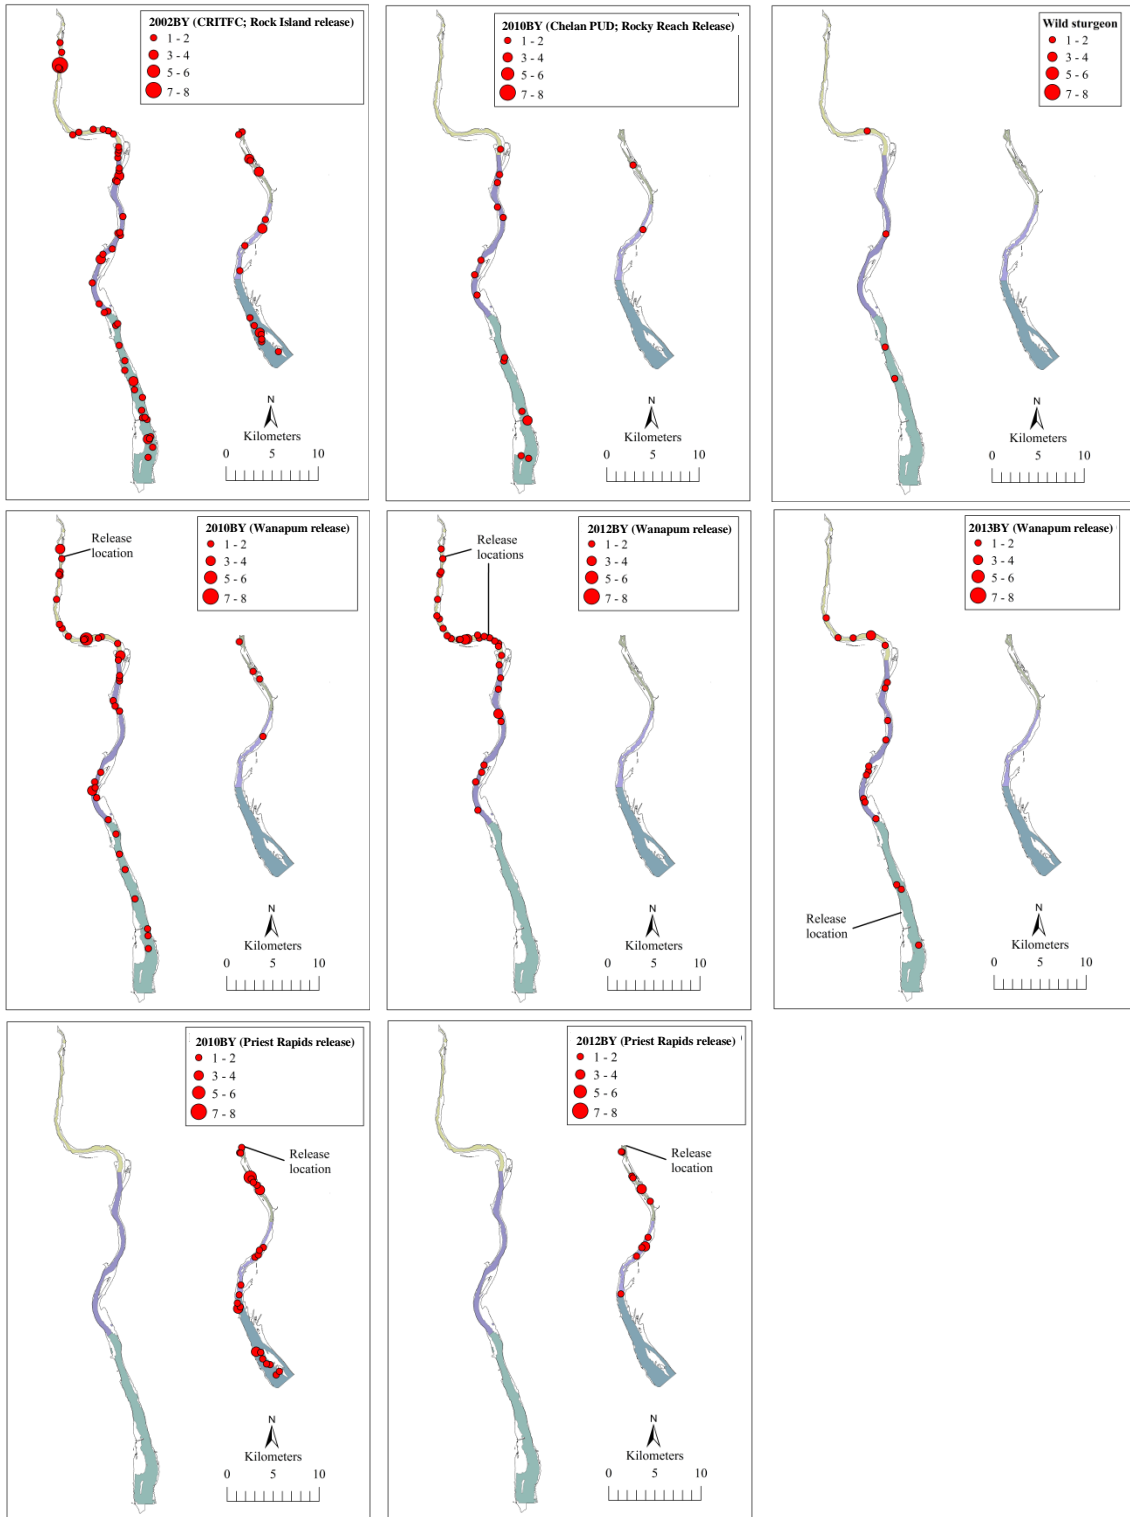 2002BY (CRITFC; Rock Island release)
1 - 2
3 - 4
5 - 6
7 - 8
N
Kilometers
0 5 10
2010BY (Chelan PUD; Rocky Reach Release)
1 - 2
3 - 4
5 - 6
7 - 8
N
Kilometers
0 5 10
Wild sturgeon
1 - 2
3 - 4
5 - 6
7 - 8
N
Kilometers
0 5 10
2010BY (Wanapum release)
1 - 2
3 - 4
5 - 6
7 - 8
Release
location
N
Kilometers
0 5 10
2012BY (Wanapum release)
1 - 2
3 - 4
5 - 6
7 - 8
Release
locations
N
Kilometers
0 5 10
2013BY (Wanapum release)
1 - 2
3 - 4
5 - 6
7 - 8
Release
location
N
Kilometers
0 5 10
2010BY (Priest Rapids release)
1 - 2
3 - 4
5 - 6
7 - 8
Release
location
N
Kilometers
0 5 10
2012BY (Priest Rapids release)
1 - 2
3 - 4
5 - 6
7 - 8
Release
location
N
Kilometers
0 5 10